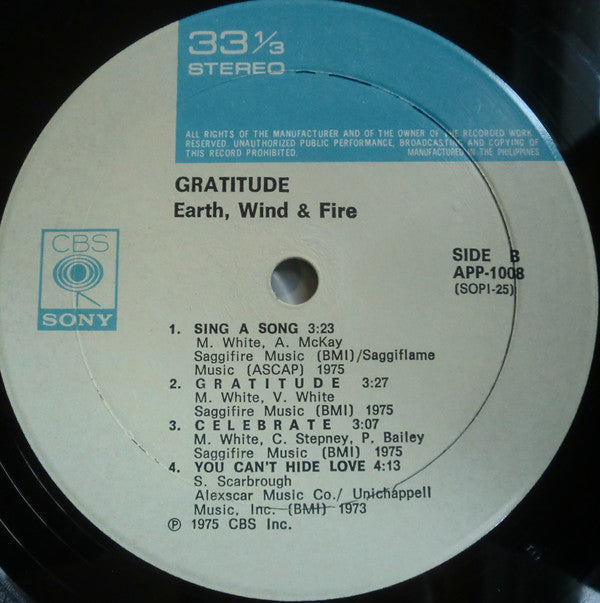 33 1/3
STEREO
ALL RIGHTS OF THE MANUFACTURER AND OF THE OWNER OF THE RECORDED WORK
RESERVED. UNAUTHORIZED PUBLIC PERFORMANCE, BROADCASTING AND COPYING OF
THIS RECORD PROHIBITED. MANUFACTURED IN THE PHILIPPINES
GRATITUDE
Earth, Wind & Fire
CBS
SONY
SIDE B
APP-1008
(SOPI-25)
1. SING A SONG 3:23
M. White, A. McKay
Saggifire Music (BMI)/Saggiflame
Music (ASCAP) 1975
2. GRATITUDE 3:27
M. White, V. White
Saggifire Music (BMI) 1975
3. CELEBRATE 3:07
M. White, C. Stepney, P. Bailey
Saggifire Music (BMI) 1975
4. YOU CAN'T HIDE LOVE 4:13
S. Scarbrough
Alexscar Music Co./ Unichappell
Music, Inc. (BMI) 1973
℗ 1975 CBS Inc.